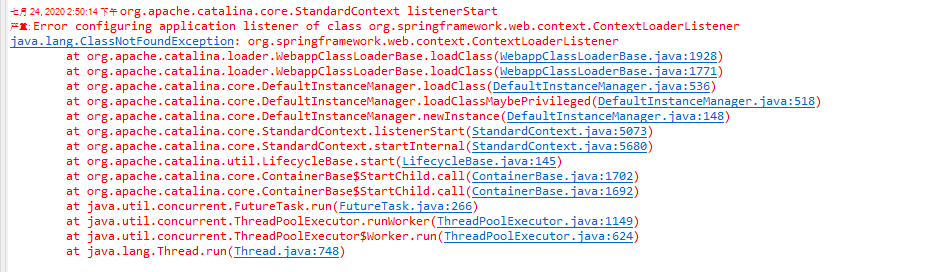 七月 24, 2020 2:50:14 下午 org.apache.catalina.core.StandardContext listenerStart
严重: Error configuring application listener of class org.springframework.web.context.ContextLoaderListener
java.lang.ClassNotFoundException: org.springframework.web.context.ContextLoaderListener
at org.apache.catalina.loader.WebappClassLoaderBase.loadClass(WebappClassLoaderBase.java:1928)
at org.apache.catalina.loader.WebappClassLoaderBase.loadClass(WebappClassLoaderBase.java:1771)
at org.apache.catalina.core.DefaultInstanceManager.loadClass(DefaultInstanceManager.java:536)
at org.apache.catalina.core.DefaultInstanceManager.loadClassMaybePrivileged(DefaultInstanceManager.java:518)
at org.apache.catalina.core.DefaultInstanceManager.newInstance(DefaultInstanceManager.java:148)
at org.apache.catalina.core.StandardContext.listenerStart(StandardContext.java:5073)
at org.apache.catalina.core.StandardContext.startInternal(StandardContext.java:5680)
at org.apache.catalina.util.LifecycleBase.start(LifecycleBase.java:145)
at org.apache.catalina.core.ContainerBase$StartChild.call(ContainerBase.java:1702)
at org.apache.catalina.core.ContainerBase$StartChild.call(ContainerBase.java:1692)
at java.util.concurrent.FutureTask.run(FutureTask.java:266)
at java.util.concurrent.ThreadPoolExecutor.runWorker(ThreadPoolExecutor.java:1149)
at java.util.concurrent.ThreadPoolExecutor$Worker.run(ThreadPoolExecutor.java:624)
at java.lang.Thread.run(Thread.java:748)